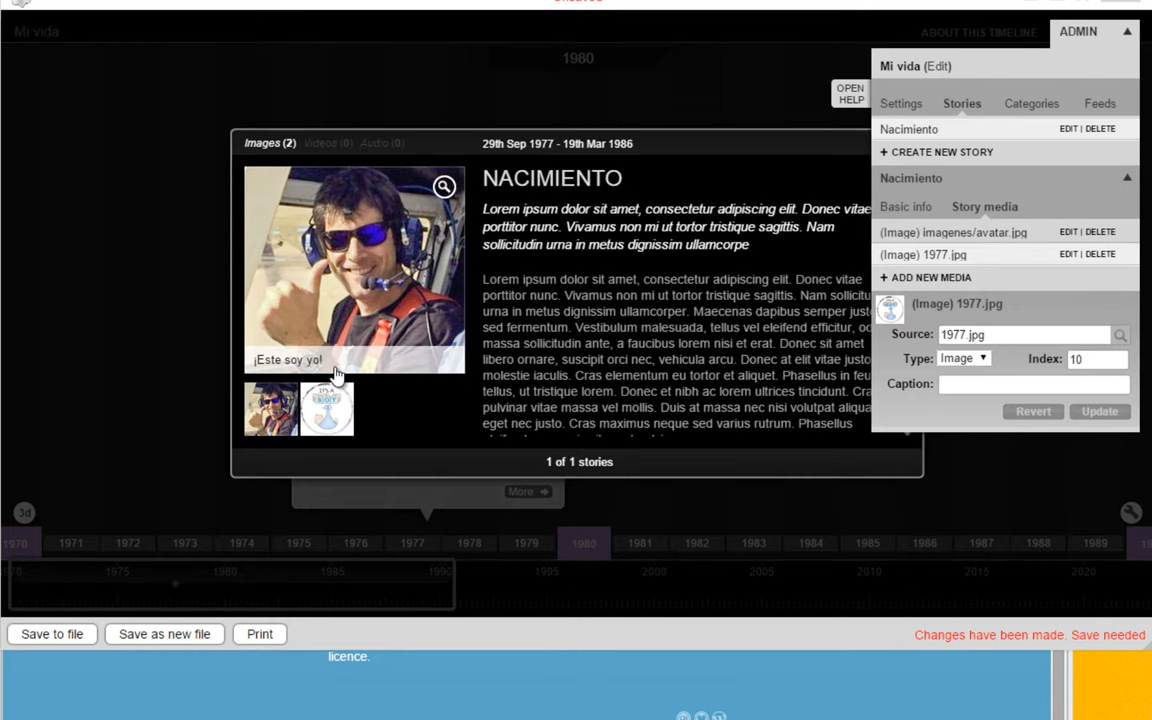 Unsaved
Mi vida
ABOUT THIS TIMELINE
ADMIN
1980
Mi vida (Edit)
OPEN HELP
Settings Stories Categories Feeds
Nacimiento EDIT | DELETE
+ CREATE NEW STORY
Nacimiento
Basic info Story media
(Image) imagenes/avatar.jpg EDIT | DELETE
(Image) 1977.jpg EDIT | DELETE
+ ADD NEW MEDIA
(Image) 1977.jpg
Source: 1977.jpg
Type: Image Index: 10
Caption:
Revert Update
Images (2) Videos (0) Audio (0)
29th Sep 1977 - 19th Mar 1986
NACIMIENTO
Lorem ipsum dolor sit amet, consectetur adipiscing elit. Donec vitae
porttitor nunc. Vivamus non mi ut tortor tristique sagittis. Nam
sollicitudin urna in metus dignissim ullamcorpe
Lorem ipsum dolor sit amet, consectetur adipiscing elit. Donec vitae
porttitor nunc. Vivamus non mi ut tortor tristique sagittis. Nam sollicitu
urna in metus dignissim ullamcorper. Maecenas dapibus semper just
sed fermentum. Vestibulum malesuada, tellus vel eleifend efficitur, oc
massa sollicitudin ante, a faucibus lorem nisi et erat. Donec sit amet
libero ornare, suscipit orci nec, vehicula arcu. Donec at elit vitae justo
molestie iaculis. Cras elementum eu tortor et aliquet. Phasellus in feu
tellus, ut tristique lorem. Donec et nibh ac lorem ultrices tincidunt. Cra
pulvinar vitae massa vel mollis. Duis at massa nec nisi volutpat aliqua
eget nec justo. Cras maximus neque sed varius rutrum. Phasellus
¡Este soy yo!
IT'S A
BIOIY
1 of 1 stories
More
3d
1970 1971 1972 1973 1974 1975 1976 1977 1978 1979 1980 1981 1982 1983 1984 1985 1986 1987 1988 1989 19
70 1975 1980 1985 1990 1995 2000 2005 2010 2015 2020
Save to file Save as new file Print
Changes have been made. Save needed
licence.